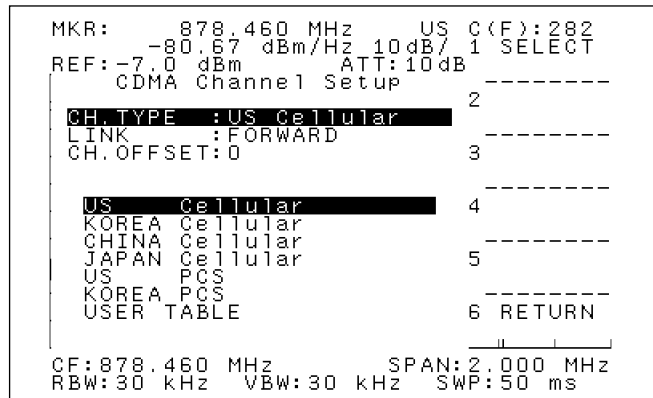 MKR: 878.460 MHz US C(F):282
-80.67 dBm/Hz 10dB/ 1 SELECT
REF:-7.0 dBm ATT:10dB
CDMA Channel Setup
2
CH.TYPE :US Cellular
LINK :FORWARD
CH.OFFSET:0 3
US Cellular 4
KOREA Cellular
CHINA Cellular
JAPAN Cellular 5
US PCS
KOREA PCS
USER TABLE 6 RETURN
CF:878.460 MHz SPAN:2.000 MHz
RBW:30 kHz VBW:30 kHz SWP:50 ms